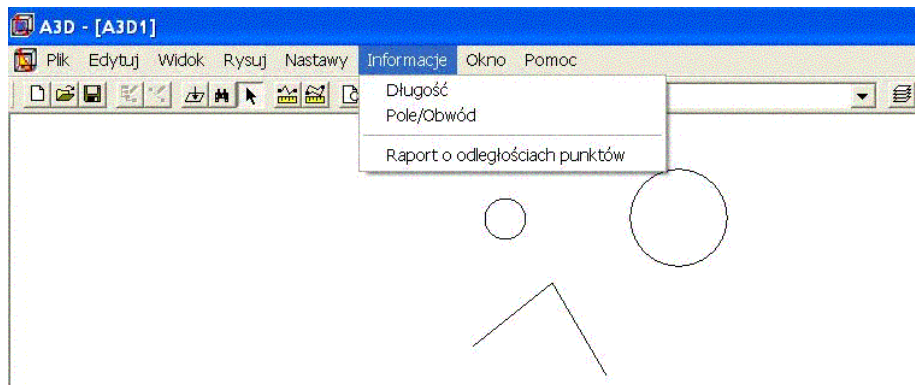 A3D - [A3D1]
Plik Edytuj Widok Rysuj Nastawy Informacje Okno Pomoc
Długość
Pole/Obwód
Raport o odległościach punktów